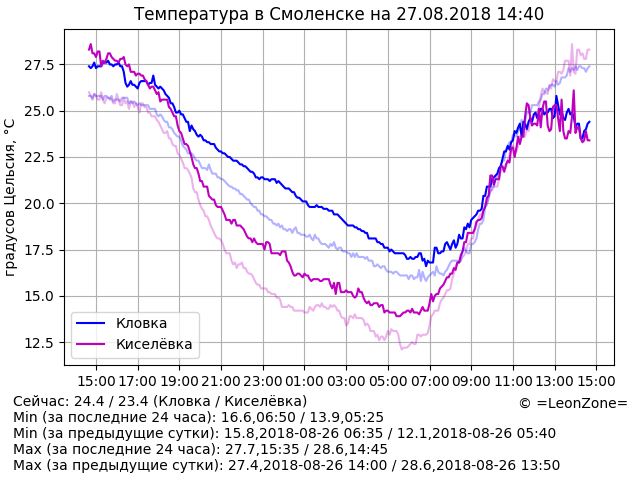 Температура в Смоленске на 27.08.2018 14:40
градусов Цельсия, °C
27.5
25.0
22.5
20.0
17.5
15.0
12.5
Кловка
Киселёвка
15:00 17:00 19:00 21:00 23:00 01:00 03:00 05:00 07:00 09:00 11:00 13:00 15:00
Сейчас: 24.4 / 23.4 (Кловка / Киселёвка)
© =LeonZone=
Min (за последние 24 часа): 16.6,06:50 / 13.9,05:25
Min (за предыдущие сутки): 15.8,2018-08-26 06:35 / 12.1,2018-08-26 05:40
Max (за последние 24 часа): 27.7,15:35 / 28.6,14:45
Max (за предыдущие сутки): 27.4,2018-08-26 14:00 / 28.6,2018-08-26 13:50